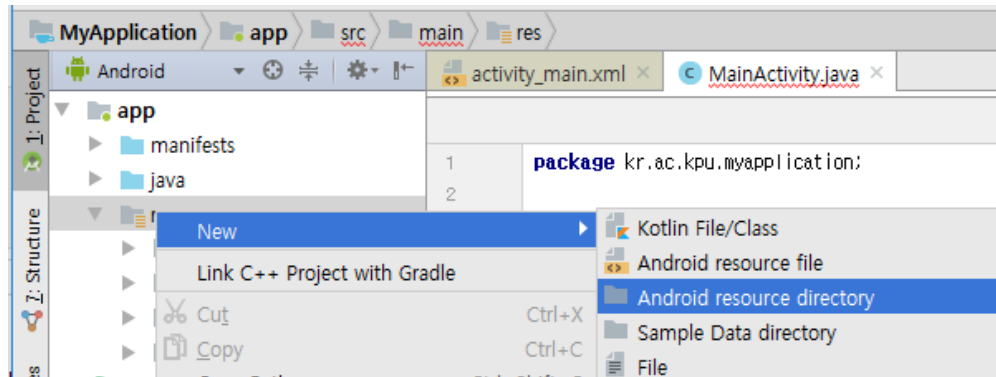 MyApplication app src main res
1: Project
Android
activity_main.xml
MainActivity.java
app
manifests
java
1
package kr.ac.kpu.myapplication;
2
7: Structure
New
Kotlin File/Class
Link C++ Project with Gradle
Android resource file
Android resource directory
Cut Ctrl+X
Sample Data directory
Copy Ctrl+C
File